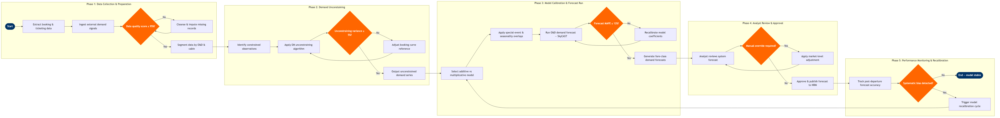 Phase 1: Data Collection & Preparation
Start
Extract booking &
ticketing data
Ingest external demand
signals
Data quality score ≥ 95%?
No
Cleanse & impute missing
records
Yes
Segment data by O&D &
cabin
Phase 2: Demand Unconstaining
Identify constrained
observations
Apply EM unconstraining
algorithm
Unconstraining variance ≤
5%?
No
Adjust booking curve
reference
Yes
Output unconstrained
demand series
Phase 3: Model Calibration & Forecast Run
Select additive vs
multiplicative model
Apply special-event &
seasonality overlays
Run O&D demand forecast
— SkyCAST
Forecast MAPE ≤ 12%?
No
Recalibrate model
coefficients
Yes
Generate fare-class
demand forecasts
Phase 4: Analyst Review & Approval
Analyst reviews system
forecast
Manual override required?
Yes
Apply market-level
adjustment
No
Approve & publish forecast
to NRM
Phase 5: Performance Monitoring & Recalibration
Track post-departure
forecast accuracy
Systematic bias detected?
No
End — model stable
Yes
Trigger model
recalibration cycle